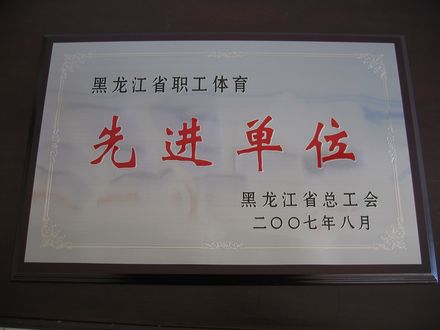 黑龙江省职工体育
先进单位
黑龙江省总工会
二〇〇七年八月